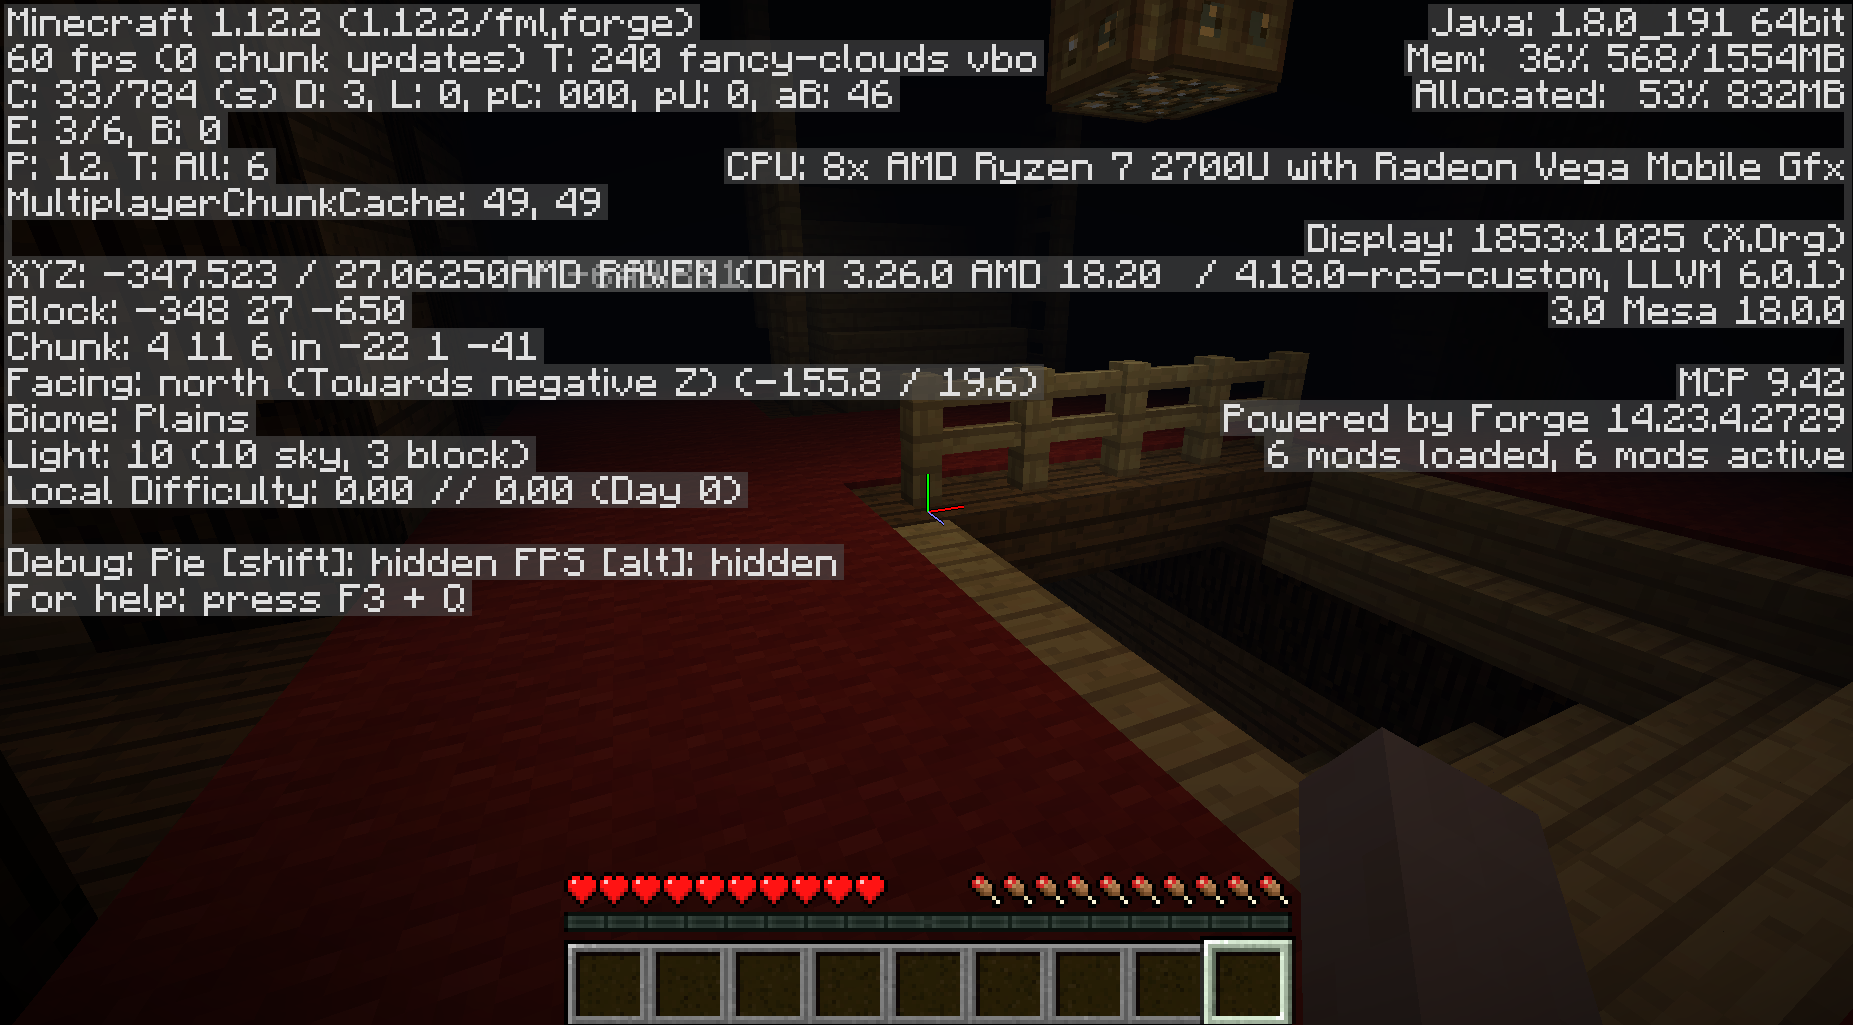 Minecraft 1.12.2 (1.12.2/fml,forge)
60 fps (0 chunk updates) T: 240 fancy-clouds vbo
C: 33/784 (s) D: 3, L: 0, pC: 000, pU: 0, aB: 46
E: 3/6, B: 0
P: 12. T: All: 6
MultiplayerChunkCache: 49, 49
XYZ: -347.523 / 27.06250
Block: -348 27 -650
Chunk: 4 11 6 in -22 1 -41
Facing: north (Towards negative Z) (-155.8 / 19.6)
Biome: Plains
Light: 10 (10 sky, 3 block)
Local Difficulty: 0.00 // 0.00 (Day 0)
Debug: Pie [shift]: hidden FPS [alt]: hidden
For help: press F3 + Q
Java: 1.8.0_191 64bit
Mem: 36% 568/1554MB
Allocated: 53% 832MB
CPU: 8x AMD Ryzen 7 2700U with Radeon Vega Mobile Gfx
Display: 1853x1025 (X.Org)
AMD RAVEN (DRM 3.26.0 AMD 18.20 / 4.18.0-rc5-custom, LLVM 6.0.1)
3.0 Mesa 18.0.0
MCP 9.42
Powered by Forge 14.23.4.2729
6 mods loaded, 6 mods active